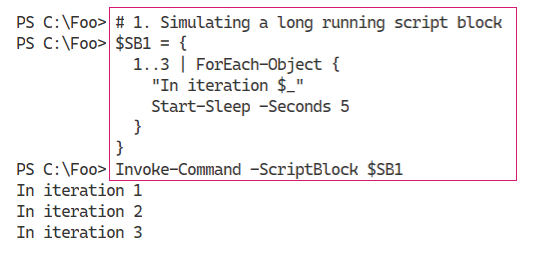 PS C:\Foo> # 1. Simulating a long running script block
PS C:\Foo> $SB1 = {
1..3 | ForEach-Object {
"In iteration $_"
Start-Sleep -Seconds 5
}
}
PS C:\Foo> Invoke-Command -ScriptBlock $SB1
In iteration 1
In iteration 2
In iteration 3